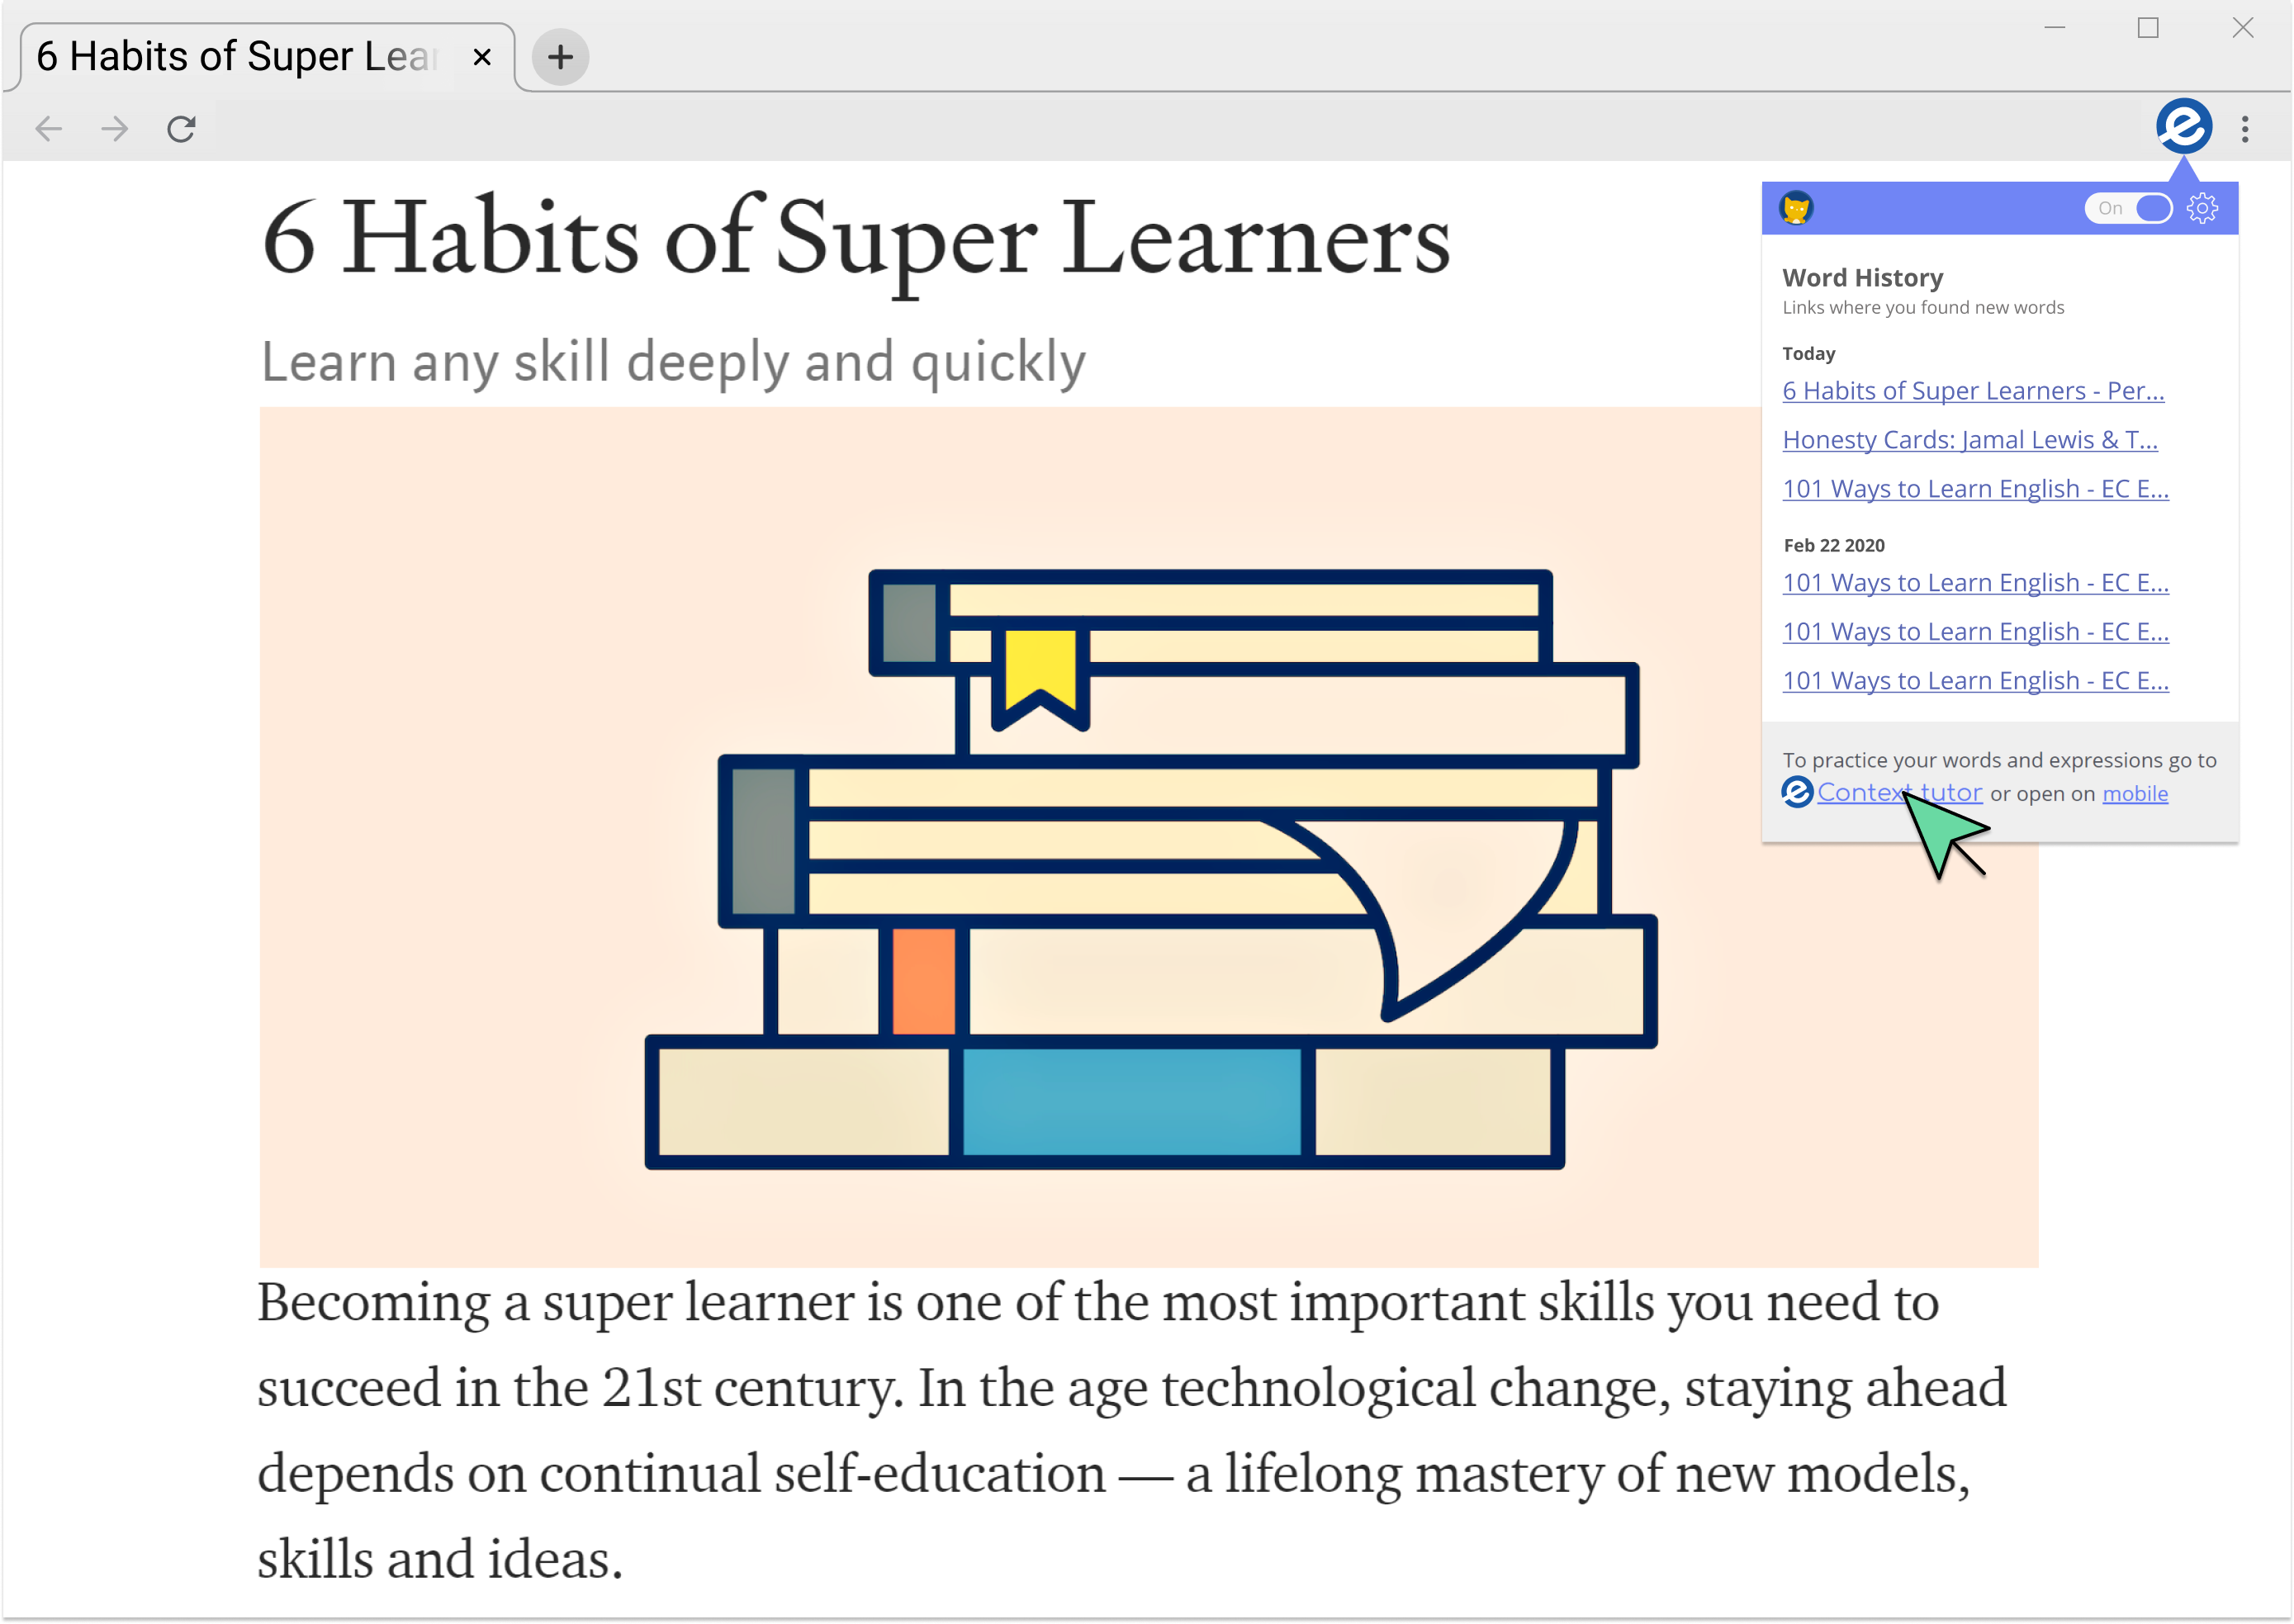 6 Habits of Super Lear
6 Habits of Super Learners
Learn any skill deeply and quickly
On
Word History
Links where you found new words
Today
6 Habits of Super Learners - Per...
Honesty Cards: Jamal Lewis & T...
101 Ways to Learn English - EC E...
Feb 22 2020
101 Ways to Learn English - EC E...
101 Ways to Learn English - EC E...
101 Ways to Learn English - EC E...
To practice your words and expressions go to
Context tutor or open on mobile
Becoming a super learner is one of the most important skills you need to
succeed in the 21st century. In the age technological change, staying ahead
depends on continual self-education — a lifelong mastery of new models,
skills and ideas.